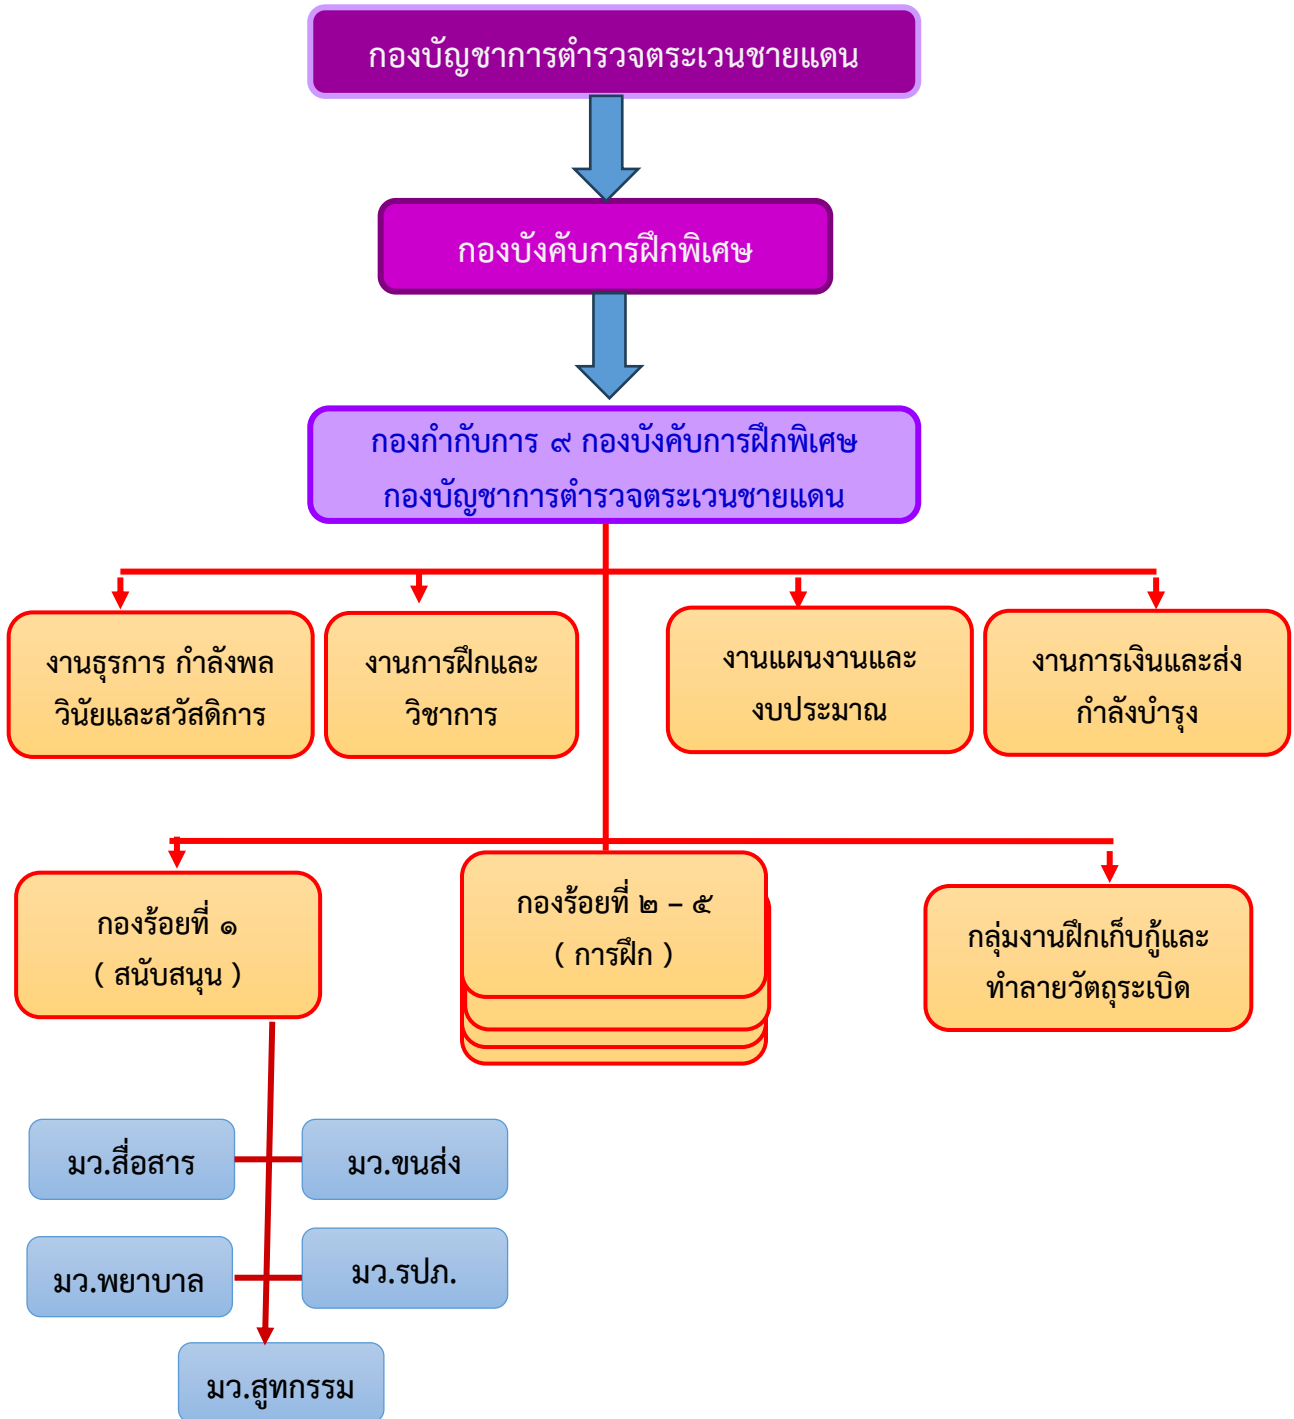 กองบัญชาการตำรวจตระเวนชายแดน
กองบังคับการฝึกพิเศษ
กองกำกับการ ๙ กองบังคับการฝึกพิเศษ
กองบัญชาการตำรวจตระเวนชายแดน
งานธุรการ กำลังพล
วินัยและสวัสดิการ
งานการฝึกและ
วิชาการ
งานแผนงานและ
งบประมาณ
งานการเงินและส่ง
กำลังบำรุง
กองร้อยที่ ๑
( สนับสนุน )
กองร้อยที่ ๒ – ๕
( การฝึก )
กลุ่มงานฝึกเก็บกู้และ
ทำลายวัตถุระเบิด
มว.สื่อสาร
มว.ขนส่ง
มว.พยาบาล
มว.รปภ.
มว.สูทกรรม